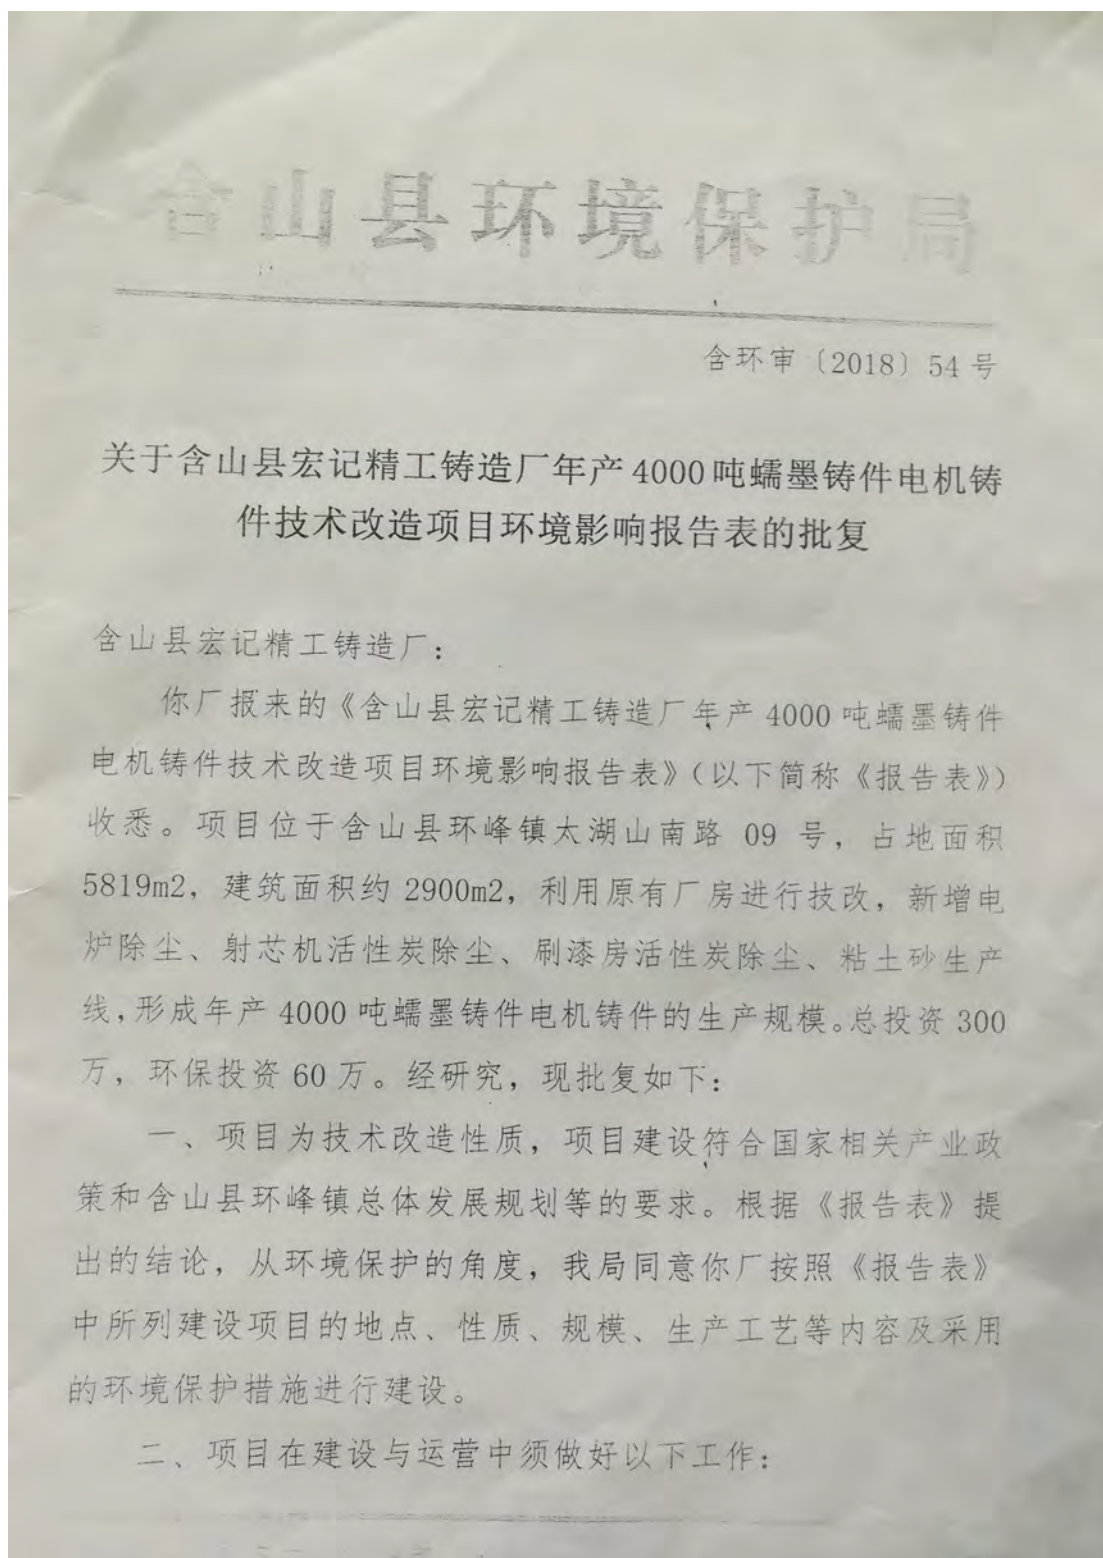 含山县环境保护局
含环审〔2018〕54号
关于含山县宏记精工铸造厂年产4000吨蠕墨铸件电机铸
件技术改造项目环境影响报告表的批复
含山县宏记精工铸造厂：
你厂报来的《含山县宏记精工铸造厂年产4000吨蠕墨铸件
电机铸件技术改造项目环境影响报告表》（以下简称《报告表》）
收悉。项目位于含山县环峰镇太湖山南路 09 号，占地面积
5819m2，建筑面积约2900m2，利用原有厂房进行技改，新增电
炉除尘、射芯机活性炭除尘、刷漆房活性炭除尘、粘土砂生产
线，形成年产4000吨蠕墨铸件电机铸件的生产规模。总投资300
万，环保投资60万。经研究，现批复如下：
一、项目为技术改造性质，项目建设符合国家相关产业政
策和含山县环峰镇总体发展规划等的要求。根据《报告表》提
出的结论，从环境保护的角度，我局同意你厂按照《报告表》
中所列建设项目的地点、性质、规模、生产工艺等内容及采用
的环境保护措施进行建设。
二、项目在建设与运营中须做好以下工作：